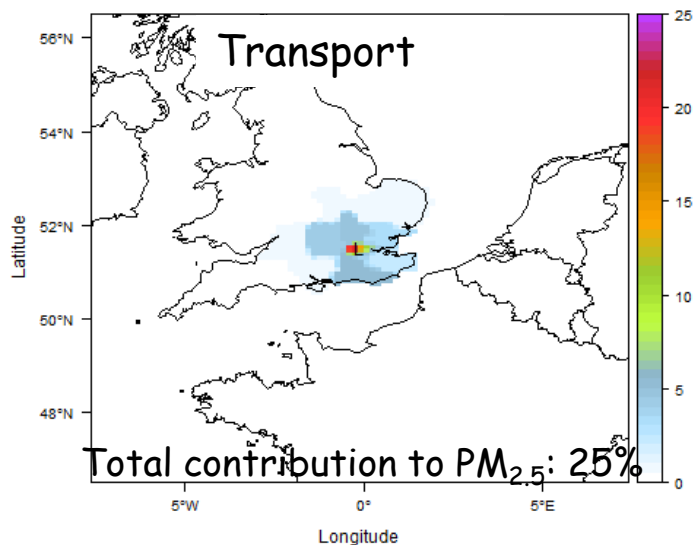 Transport
56°N
54°N
52°N
50°N
48°N
Latitude
Total contribution to PM2.5: 25%
5°W 0° 5°E
Longitude
25
20
15
10
5
0